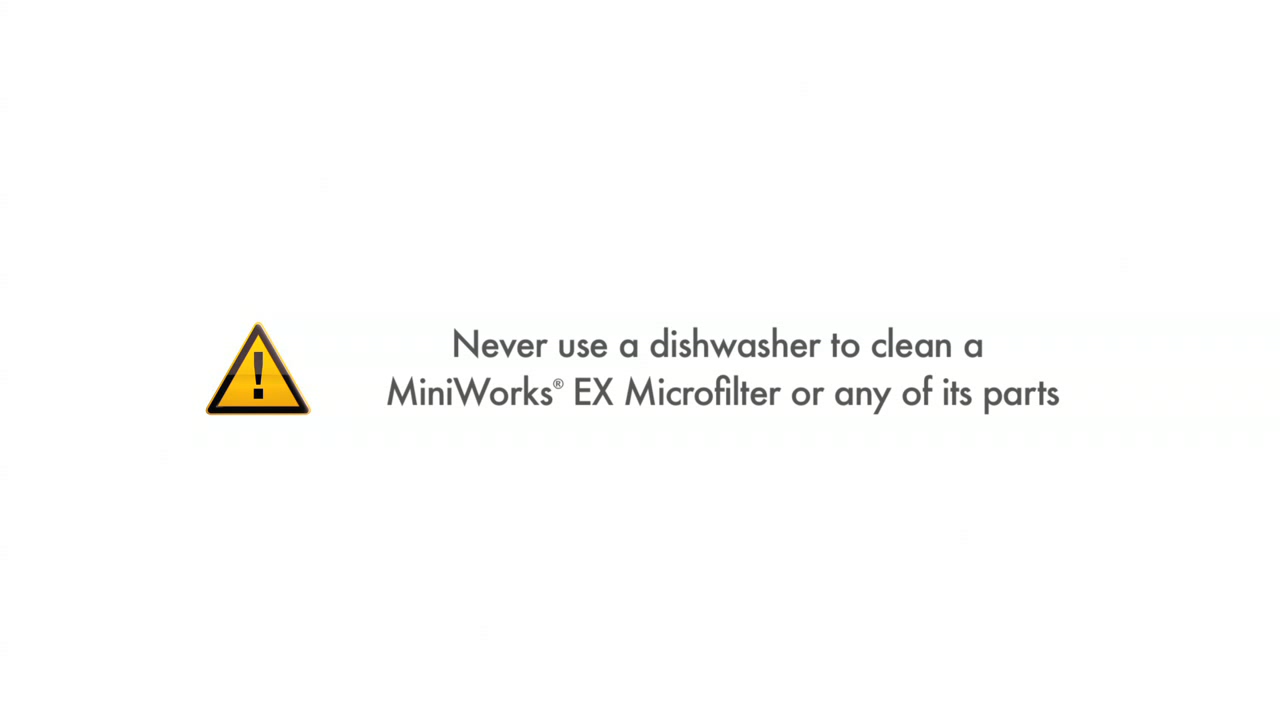 Never use a dishwasher to clean a
MiniWorks® EX Microfilter or any of its parts